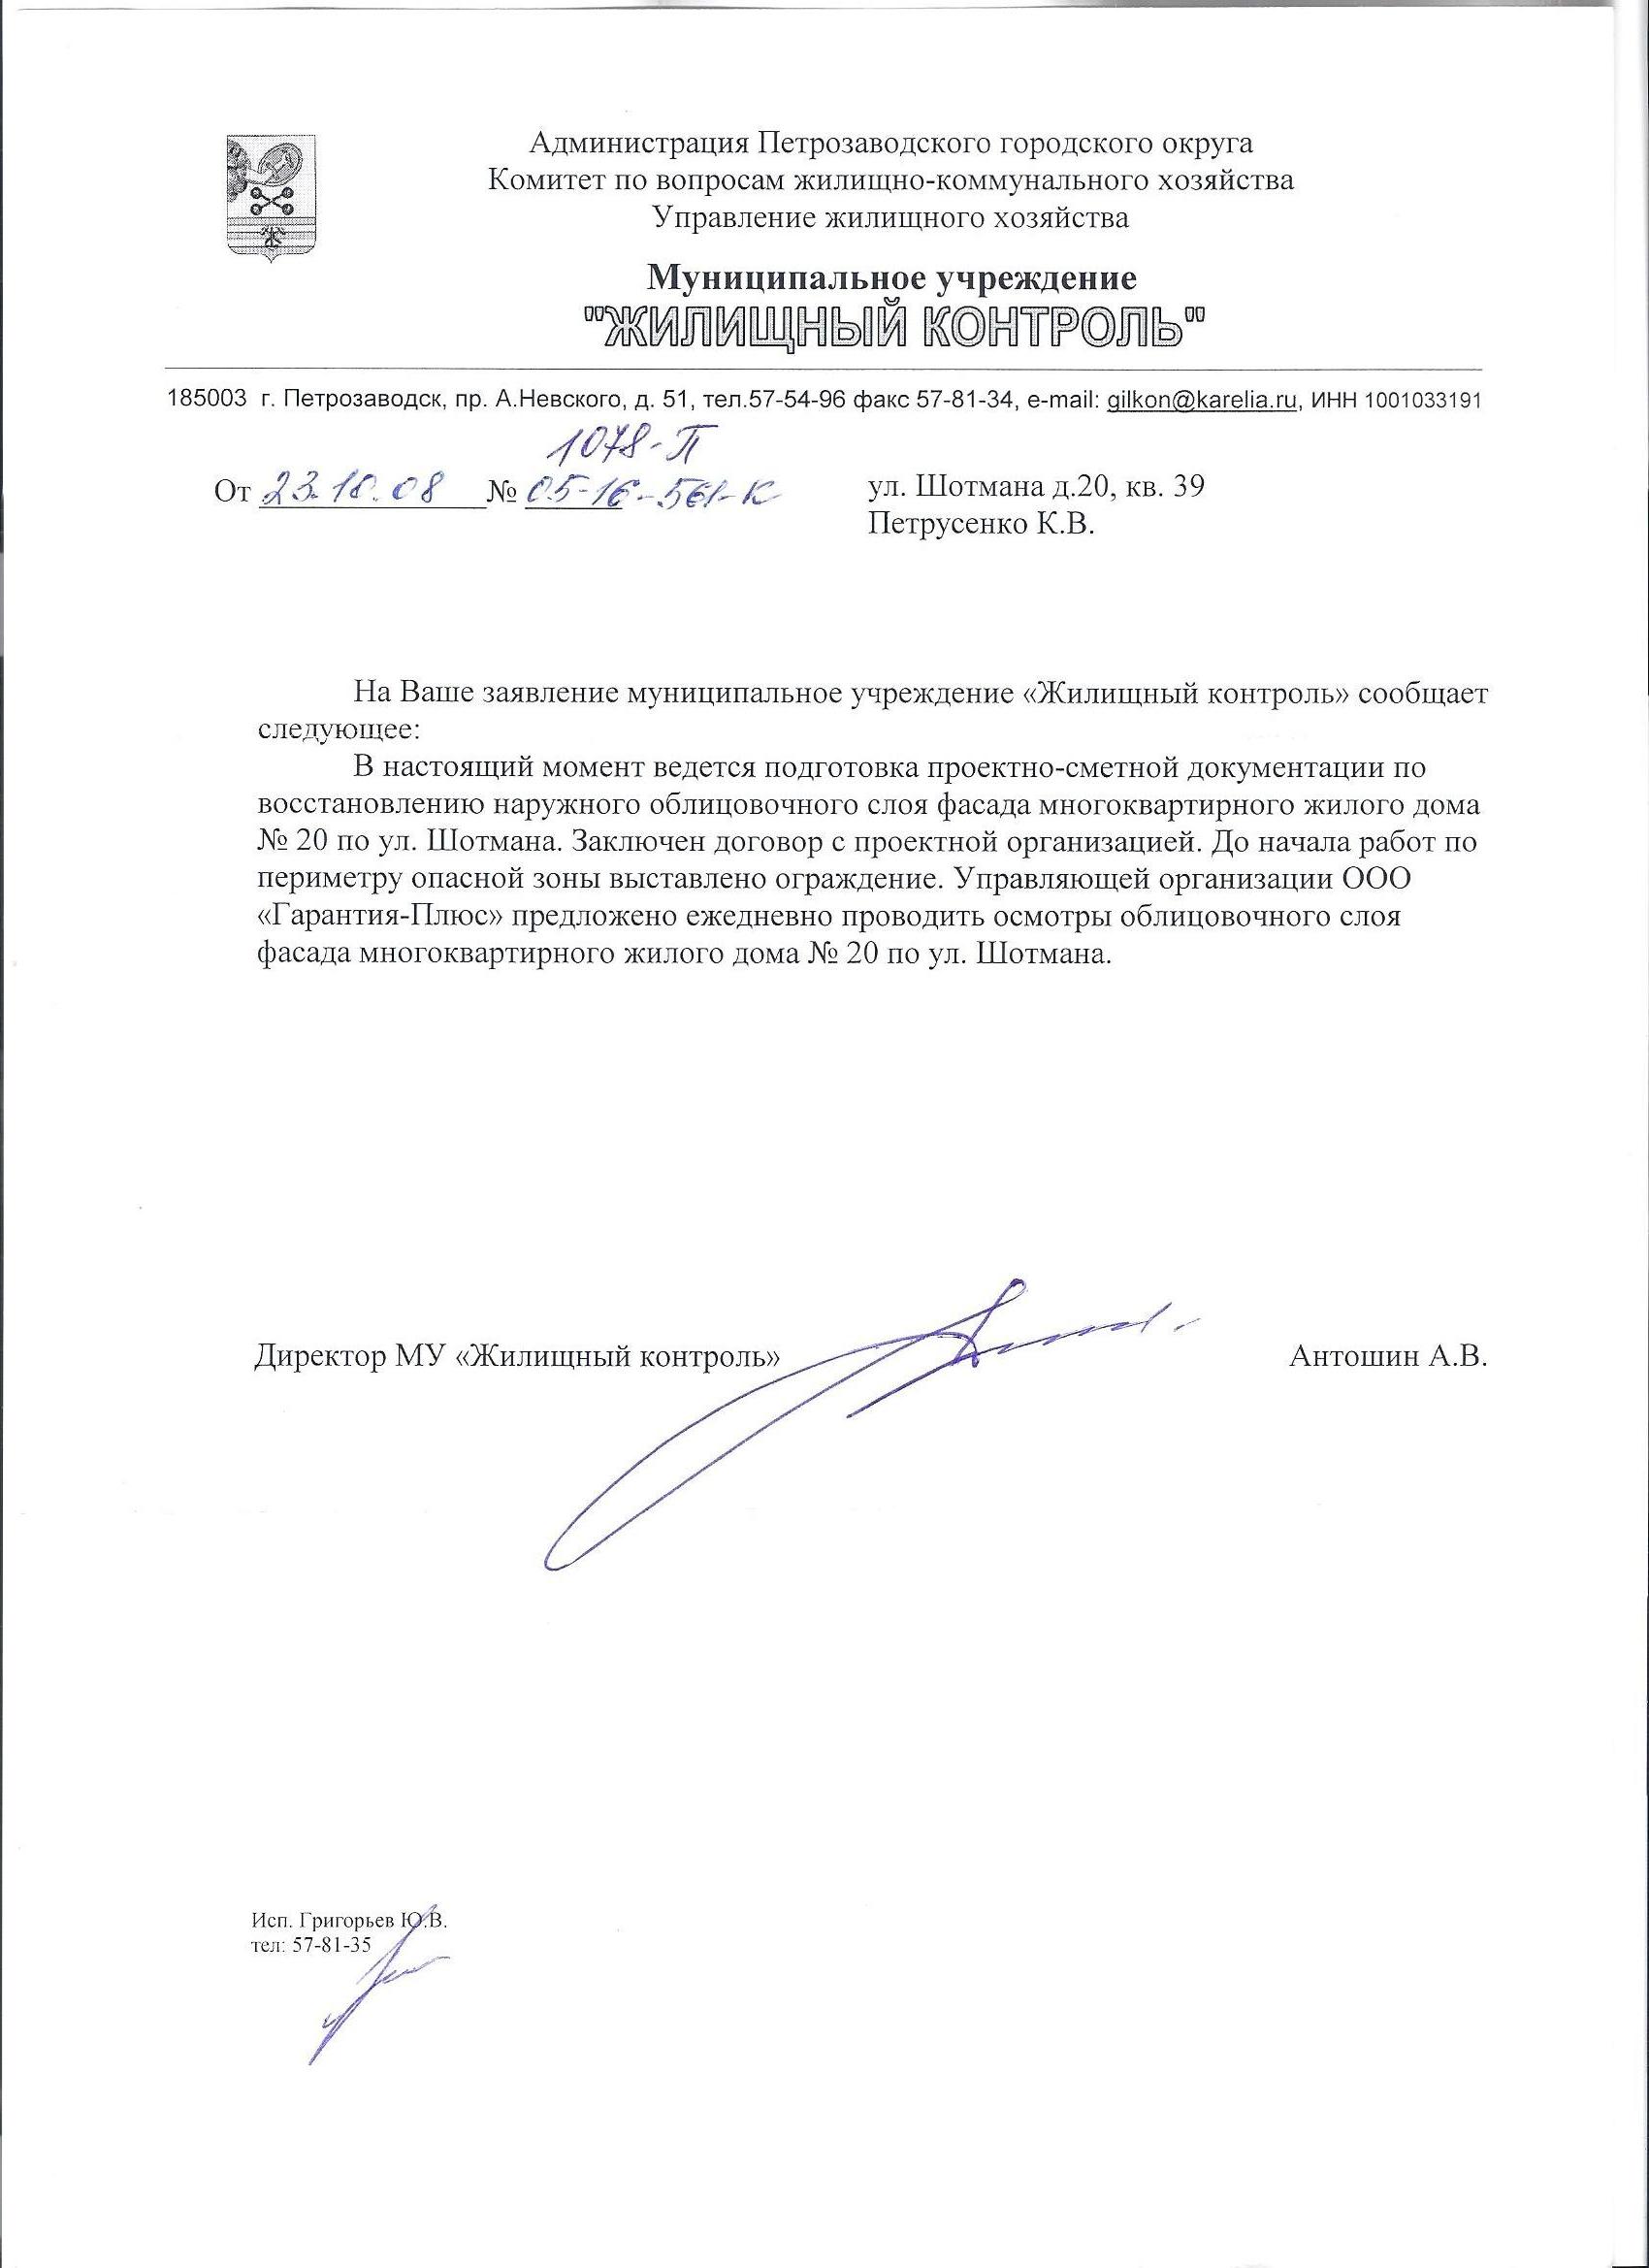 Администрация Петрозаводского городского округа
Комитет по вопросам жилищно-коммунального хозяйства
Управление жилищного хозяйства
Муниципальное учреждение
"ЖИЛИЩНЫЙ КОНТРОЛЬ"
185003 г. Петрозаводск, пр. А.Невского, д. 51, тел.57-54-96 факс 57-81-34, e-mail: gilkon@karelia.ru, ИНН 1001033191
1078-П
От 23.10.08 № 05-16-561-К
ул. Шотмана д.20, кв. 39
Петрусенко К.В.
На Ваше заявление муниципальное учреждение «Жилищный контроль» сообщает
следующее:
В настоящий момент ведется подготовка проектно-сметной документации по
восстановлению наружного облицовочного слоя фасада многоквартирного жилого дома
№ 20 по ул. Шотмана. Заключен договор с проектной организацией. До начала работ по
периметру опасной зоны выставлено ограждение. Управляющей организации ООО
«Гарантия-Плюс» предложено ежедневно проводить осмотры облицовочного слоя
фасада многоквартирного жилого дома № 20 по ул. Шотмана.
Директор МУ «Жилищный контроль» Антошин А.В.
Исп. Григорьев Ю.В.
тел: 57-81-35